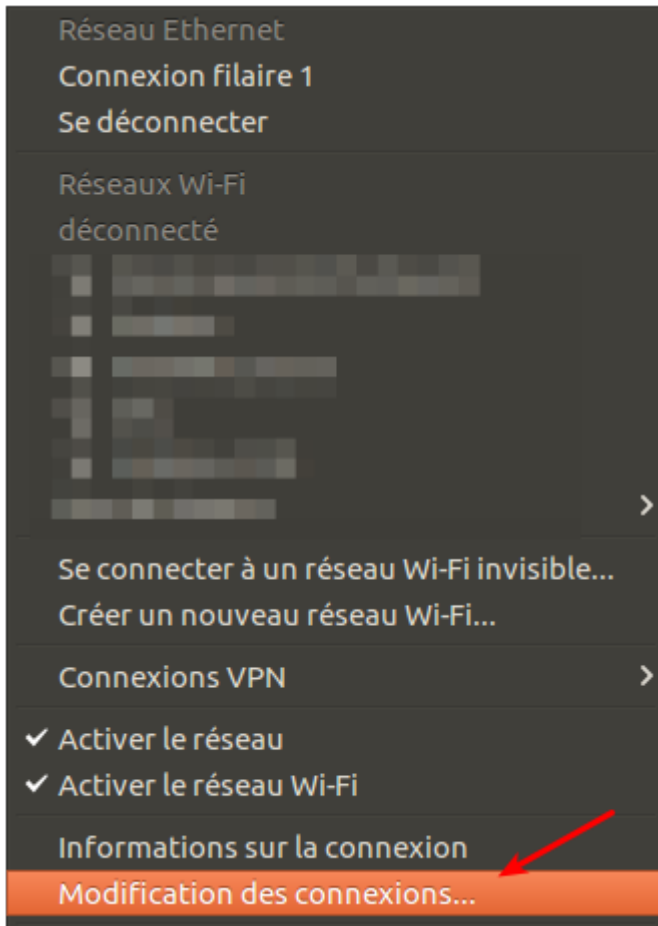 Réseau Ethernet
Connexion filaire 1
Se déconnecter
Réseaux Wi-Fi
déconnecté
Se connecter à un réseau Wi-Fi invisible...
Créer un nouveau réseau Wi-Fi...
Connexions VPN
Activer le réseau
Activer le réseau Wi-Fi
Informations sur la connexion
Modification des connexions...